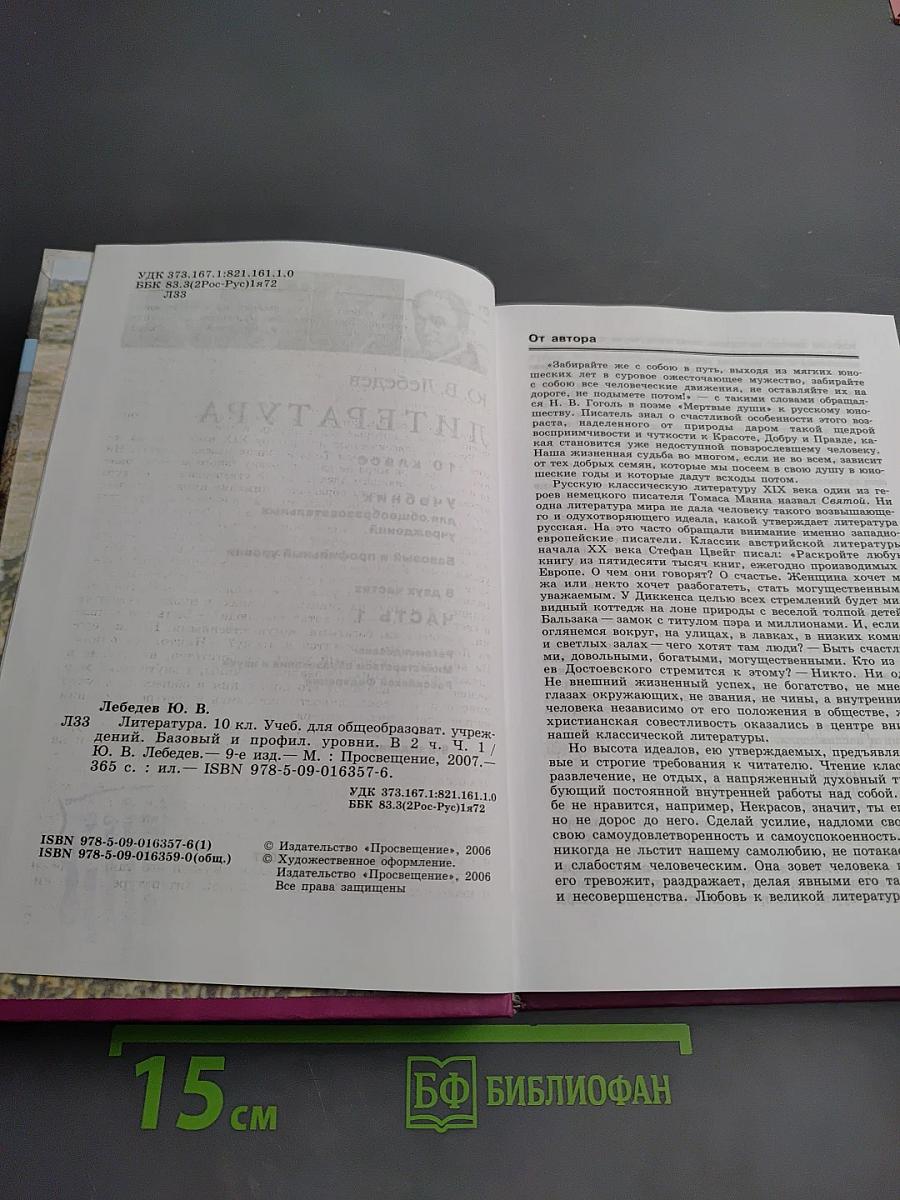 УДК 373.167.1:821.161.1.0
ББК 83.3(2Рос-Рус)1я72
Л33
Лебедев Ю. В.
Л33 Литература. 10 кл. Учеб. для общеобразоват. учреж-
дений. Базовый и профил. уровни. В 2 ч. Ч. 1 /
Ю. В. Лебедев.— 9-е изд.— М. : Просвещение, 2007.—
365 с. : ил.— ISBN 978-5-09-016357-6.
УДК 373.167.1:821.161.1.0
ББК 83.3(2Рос-Рус)1я72
ISBN 978-5-09-016357-6(1)
ISBN 978-5-09-016359-0(общ.)
© Издательство «Просвещение», 2006
© Художественное оформление.
Издательство «Просвещение», 2006
Все права защищены
От автора
«Забирайте же с собою в путь, выходя из мягких юно-
шеских лет в суровое ожесточающее мужество, забирайте
с собою все человеческие движения, не оставляйте их на
дороге, не подымете потом!» — с такими словами обращал-
ся Н. В. Гоголь в поэме «Мертвые души» к русскому юно-
шеству. Писатель знал о счастливой особенности этого воз-
раста, наделенного от природы даром такой щедрой
восприимчивости и чуткости к Красоте, Добру и Правде, ка-
кая становится уже недоступной повзрослевшему человеку.
Наша жизненная судьба во многом, если не во всем, зависит
от тех добрых семян, которые мы посеем в свою душу в юно-
шеские годы и которые дадут всходы потом.
Русскую классическую литературу XIX века один из ге-
роев немецкого писателя Томаса Манна назвал Святой. Ни
одна литература мира не дала человеку такого возвышающе-
го и одухотворяющего идеала, какой утверждает литература
русская. На это часто обращали внимание именно западно-
европейские писатели. Классик австрийской литературы
начала XX века Стефан Цвейг писал: «Раскройте любую
книгу из пятидесяти тысяч книг, ежегодно производимых
Европе. О чем они говорят? О счастье. Женщина хочет м
жа или некто хочет разбогатеть, стать могущественным
уважаемым. У Диккенса целью всех стремлений будет ми
видный коттедж на лоне природы с веселой толпой детей
Бальзака — замок с титулом пэра и миллионами. И, если
оглянемся вокруг, на улицах, в лавках, в низких комн
и светлых залах — чего хотят там люди? — Быть счастл
ми, довольными, богатыми, могущественными. Кто из
ев Достоевского стремится к этому? — Никто. Ни од
Не внешний жизненный успех, не богатство, не мне
глазах окружающих, не звания, не чины, а внутренни
человека независимо от его положения в обществе, ж
христианская совестливость оказались в центре вни
нашей классической литературы.
Но высота идеалов, ею утверждаемых, предъявля
вые и строгие требования к читателю. Чтение клас
развлечение, не отдых, а напряженный духовный т
бующий постоянной внутренней работы над собой.
бе не нравится, например, Некрасов, значит, ты е
но не дорос до него. Сделай усилие, надломи сво
свою самоудовлетворенность и самоуспокоенность.
никогда не льстит нашему самолюбию, не потакае
и слабостям человеческим. Она зовет человека
его тревожит, раздражает, делая явными его та
и несовершенства. Любовь к великой литератур
15 см
БФ БИБЛИОФАН